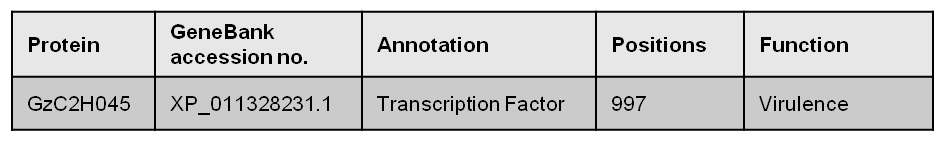 Protein GeneBank accession no. Annotation Positions Function
GzC2H045 XP_011328231.1 Transcription Factor 997 Virulence